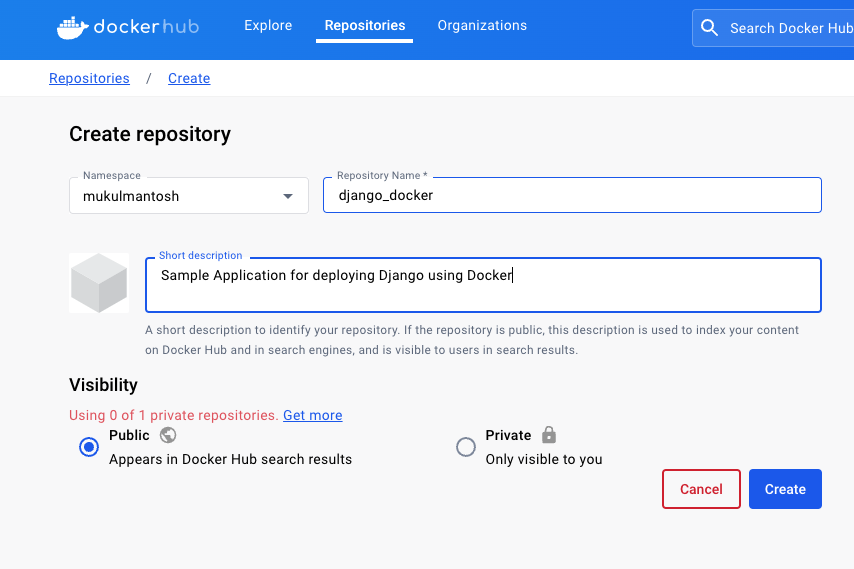 dockerhub Explore Repositories Organizations Search Docker Hub
Repositories / Create
Create repository
Namespace Repository Name *
mukulmantosh django_docker
Short description
Sample Application for deploying Django using Docker
A short description to identify your repository. If the repository is public, this description is used to index your content
on Docker Hub and in search engines, and is visible to users in search results.
Visibility
Using 0 of 1 private repositories. Get more
Public Private
Appears in Docker Hub search results Only visible to you
Cancel Create